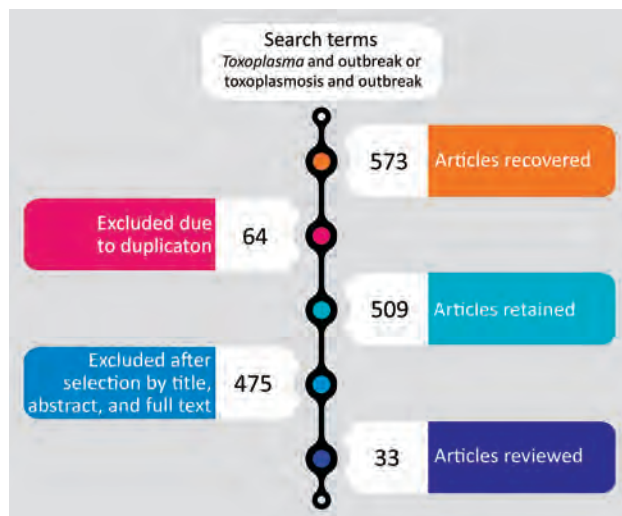 Search terms
Toxoplasma and outbreak or
toxoplasmosis and outbreak
573
Articles recovered
Excluded due
to duplicaton
64
509
Articles retained
Excluded after
selection by title,
abstract, and full text
475
33
Articles reviewed